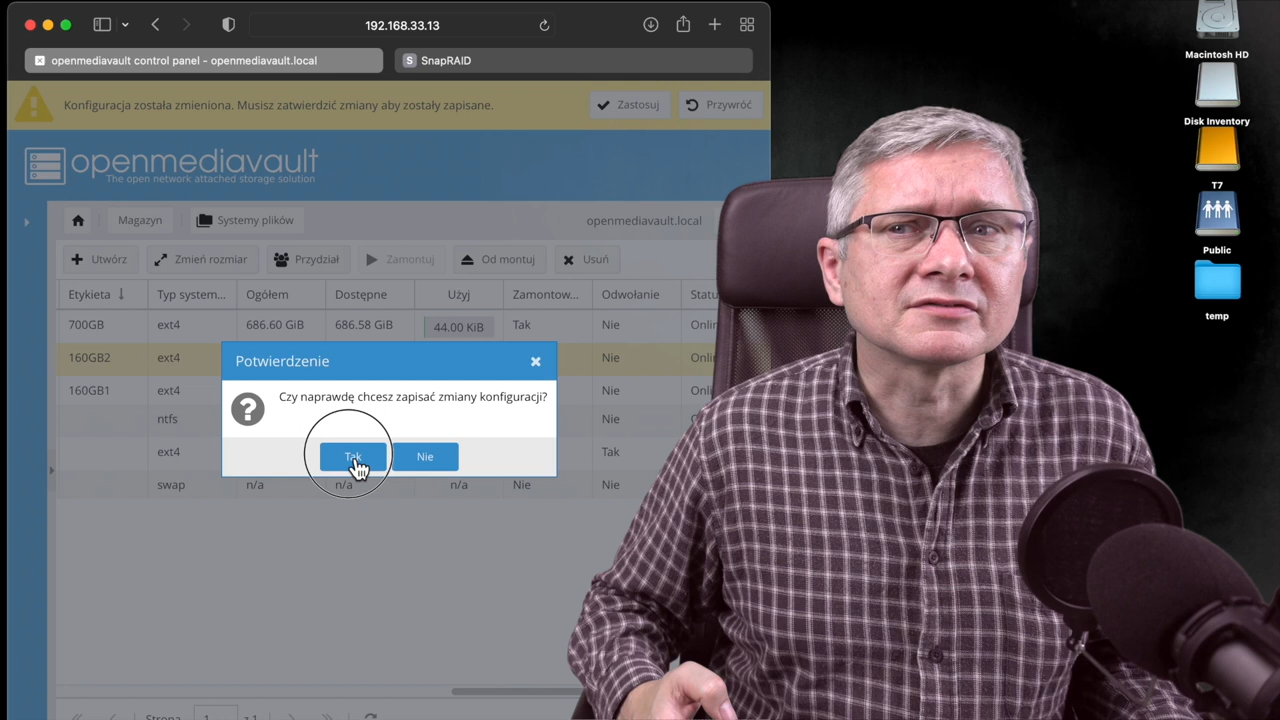 192.168.33.13
openmediavault control panel - openmediavault.local
S SnapRAID
Konfiguracja została zmieniona. Musisz zatwierdzić zmiany aby zostały zapisane.
Zastosuj
Przywróć
openmediavault
The open network attached storage solution
Magazyn
Systemy plików
openmediavault.local
Utwórz
Zmień rozmiar
Przydział
Zamontuj
Od montuj
Usuń
Etykieta Typ system... Ogółem Dostępne Użyj Zamontow... Odwołanie
700GB ext4 686.60 GiB 686.58 GiB 44.00 KiB Tak Nie
160GB2 ext4 Nie
160GB1 ext4 Nie
ntfs Nie
ext4 Tak
swap n/a n/a n/a Nie Nie
Potwierdzenie
Czy naprawdę chcesz zapisać zmiany konfiguracji?
Tak
Nie
Strona 1 z 1
Macintosh HD
Disk Inventory
T7
Public
temp